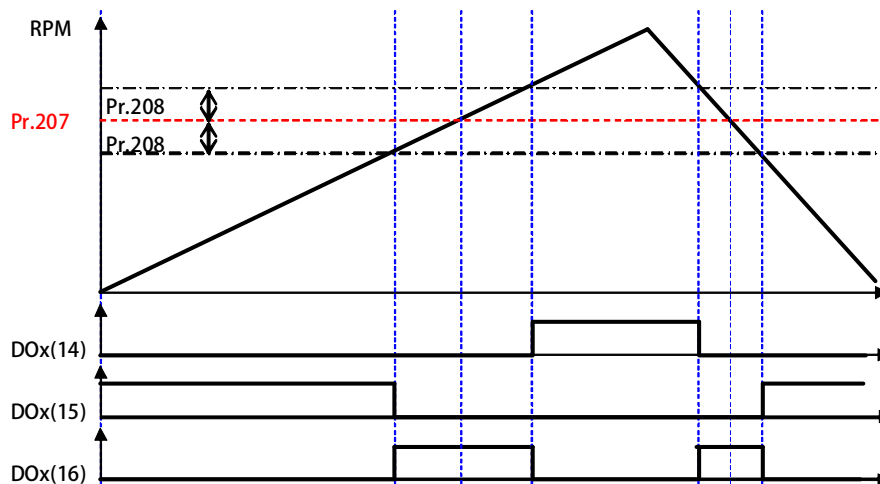 RPM
Pr.208
Pr.207
Pr.208
DOx(14)
DOx(15)
DOx(16)